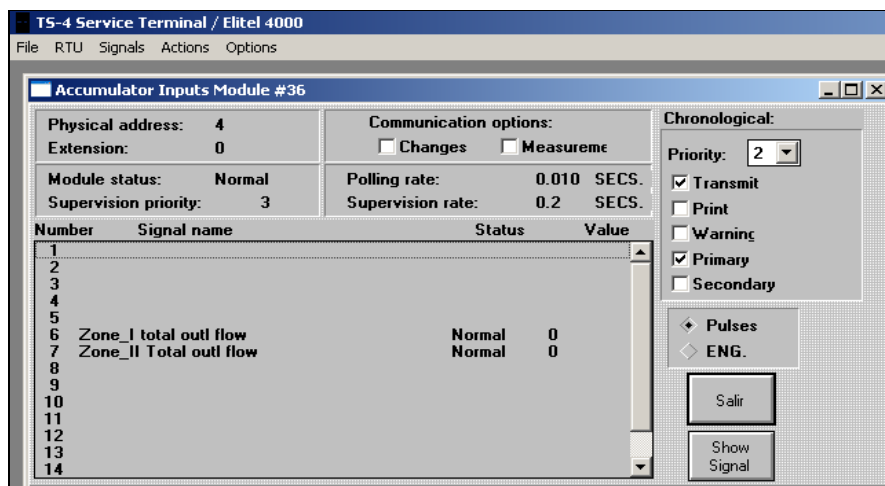 TS-4 Service Terminal / Elitel 4000
File RTU Signals Actions Options
Accumulator Inputs Module #36
Physical address: 4
Extension: 0
Communication options:
Changes Measureme
Module status: Normal
Supervision priority: 3
Polling rate: 0.010 SECS.
Supervision rate: 0.2 SECS.
Chronological:
Priority: 2
Transmit
Print
Warning
Primary
Secondary
Number Signal name Status Value
1
2
3
4
5
6 Zone_I total outl flow Normal 0
7 Zone_II Total outl flow Normal 0
8
9
10
11
12
13
14
Pulses
ENG.
Salir
Show
Signal